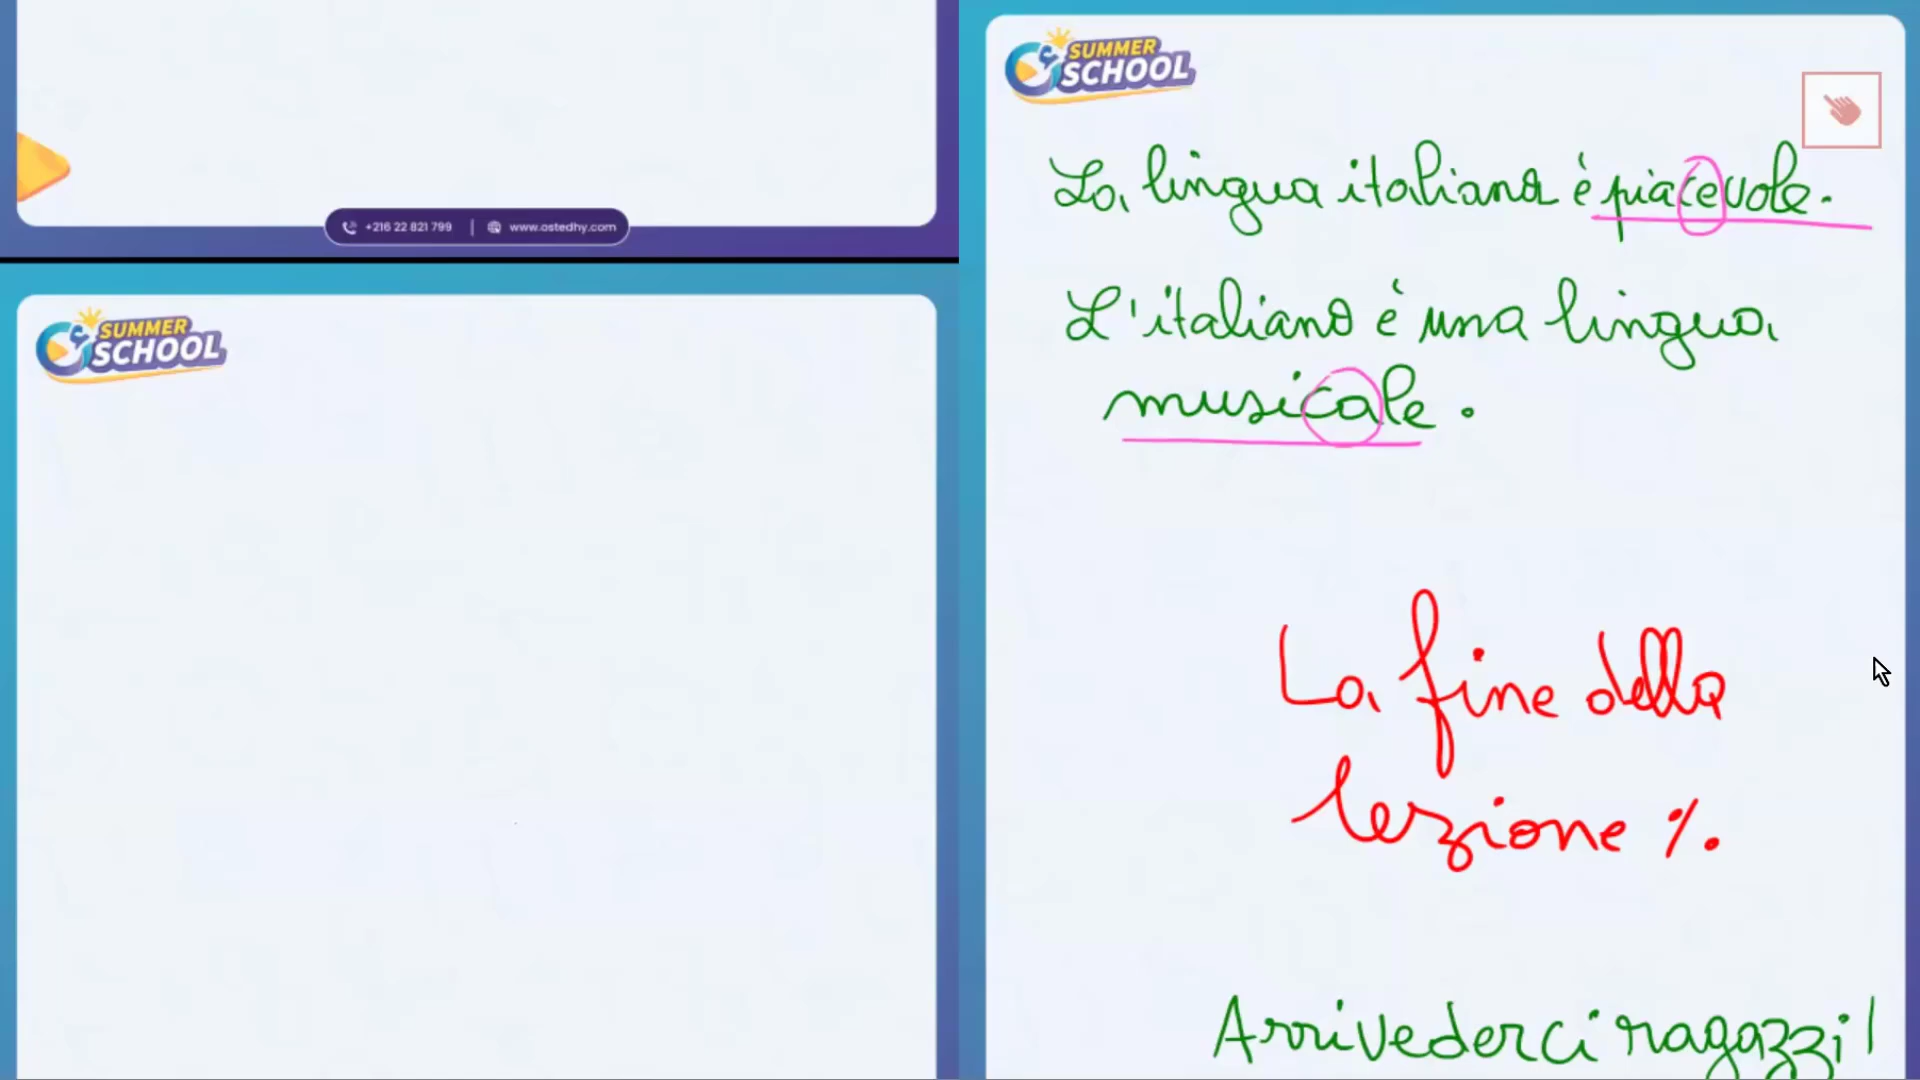 +216 22 821 799 | www.ostedhy.com
SUMMER
SCHOOL
SUMMER
SCHOOL
La lingua italiana è piacevole.
L'italiano è una lingua
musicale.
La fine della
lezione %.
Arrivederci ragazzi!